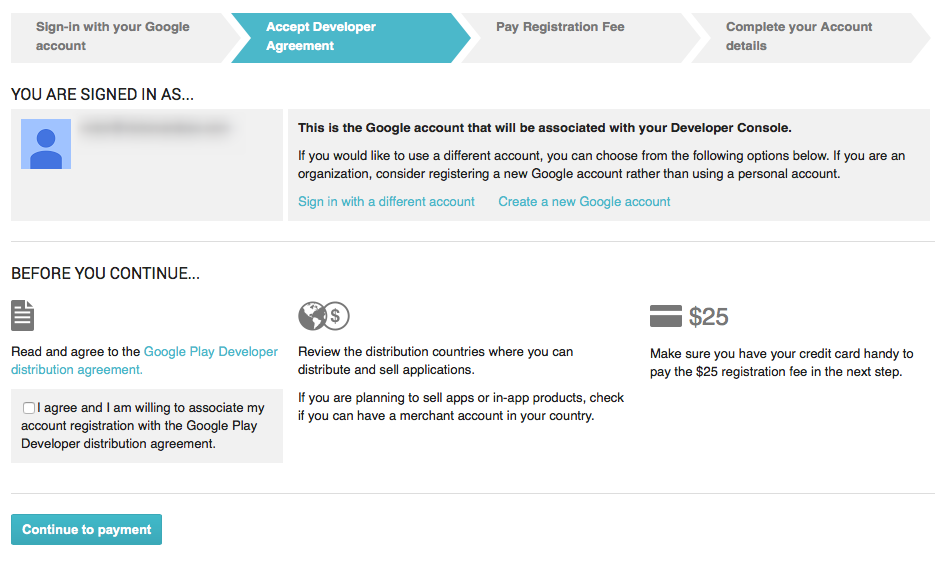 Sign-in with your Google
account
Accept Developer
Agreement
Pay Registration Fee
Complete your Account
details
YOU ARE SIGNED IN AS...
This is the Google account that will be associated with your Developer Console.
If you would like to use a different account, you can choose from the following options below. If you are an
organization, consider registering a new Google account rather than using a personal account.
Sign in with a different account
Create a new Google account
BEFORE YOU CONTINUE...
Read and agree to the Google Play Developer
distribution agreement.
I agree and I am willing to associate my
account registration with the Google Play
Developer distribution agreement.
$
Review the distribution countries where you can
distribute and sell applications.
If you are planning to sell apps or in-app products, check
if you can have a merchant account in your country.
$25
Make sure you have your credit card handy to
pay the $25 registration fee in the next step.
Continue to payment